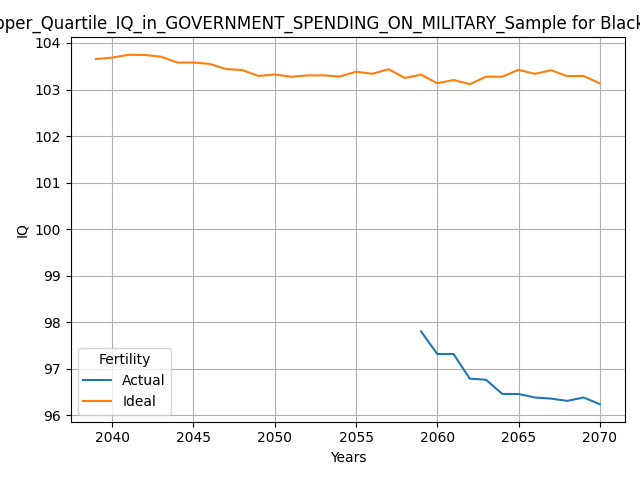 pper_Quartile_IQ_in_GOVERNMENT_SPENDING_ON_MILITARY_Sample for Black
104
103
102
101
100
99
98
97
96
IQ
Fertility
Actual
Ideal
2040 2045 2050 2055 2060 2065 2070
Years